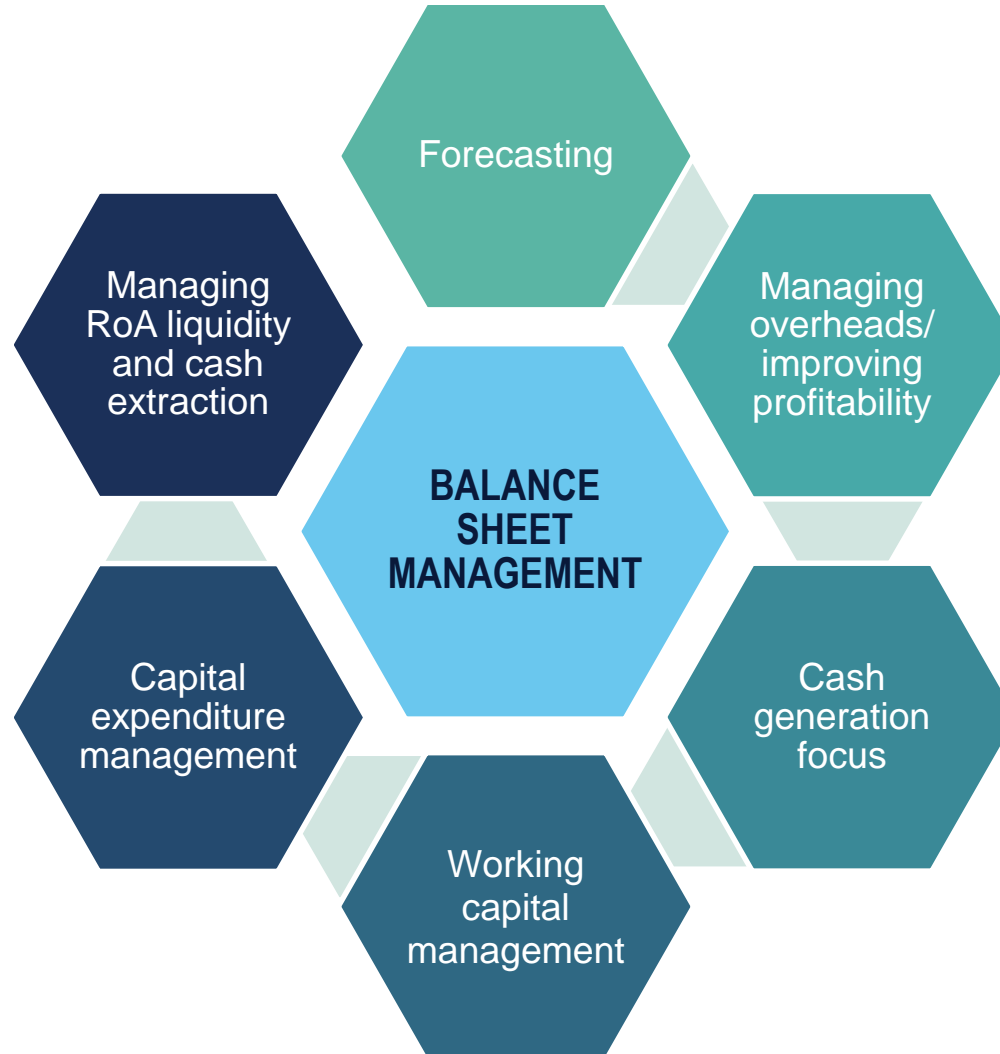 Forecasting
Managing
overheads/
improving
profitability
Cash
generation
focus
Working
capital
management
Capital
expenditure
management
Managing
RoA liquidity
and cash
extraction
BALANCE
SHEET
MANAGEMENT